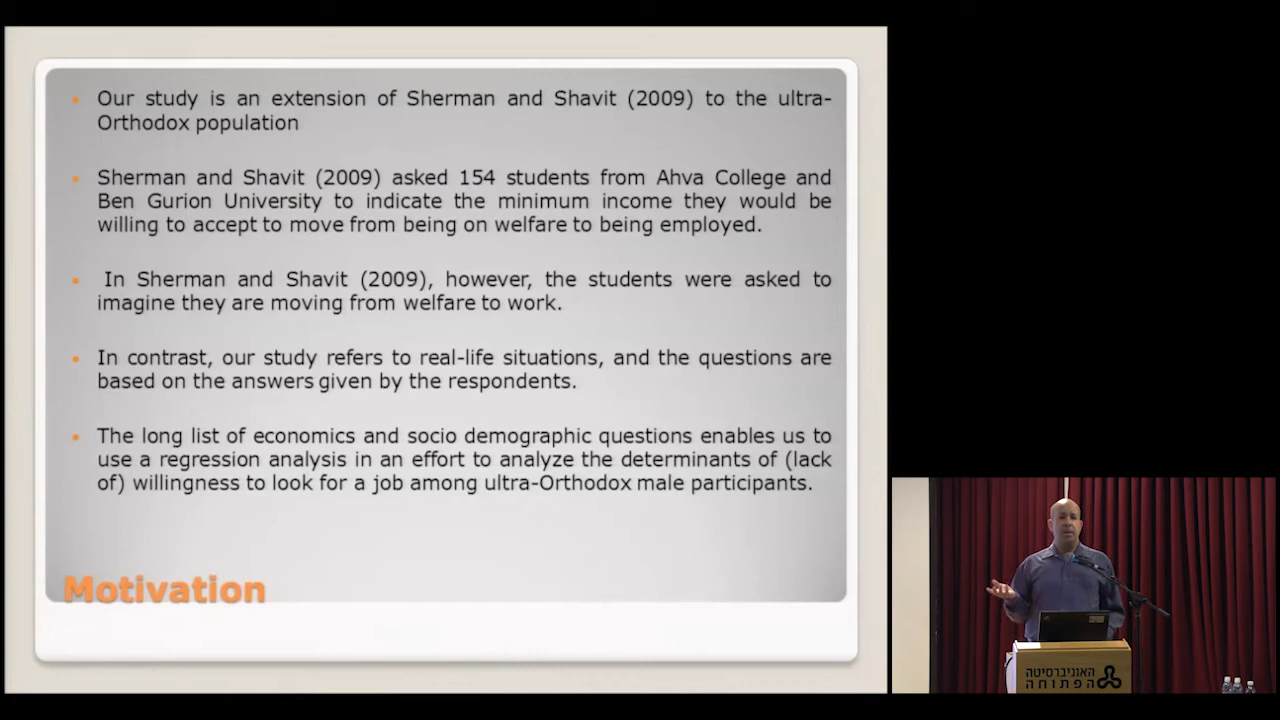 • Our study is an extension of Sherman and Shavit (2009) to the ultra-
Orthodox population
• Sherman and Shavit (2009) asked 154 students from Ahva College and
Ben Gurion University to indicate the minimum income they would be
willing to accept to move from being on welfare to being employed.
• In Sherman and Shavit (2009), however, the students were asked to
imagine they are moving from welfare to work.
• In contrast, our study refers to real-life situations, and the questions are
based on the answers given by the respondents.
• The long list of economics and socio demographic questions enables us to
use a regression analysis in an effort to analyze the determinants of (lack
of) willingness to look for a job among ultra-Orthodox male participants.
Motivation
האוניברסיטה
הפתוחה